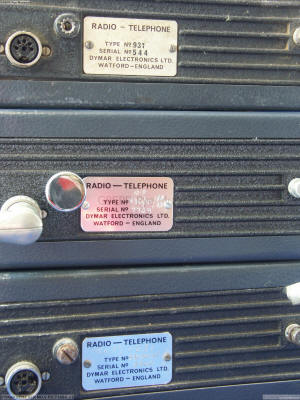 RADIO - TELEPHONE
TYPE Nº 931
SERIAL Nº 544
DYMAR ELECTRONICS LTD.
WATFORD - ENGLAND
RADIO — TELEPHONE
TYPE Nº
SERIAL Nº
DYMAR ELECTRONICS LTD.
WATFORD - ENGLAND
RADIO — TELEPHONE
TYPE Nº
SERIAL Nº
DYMAR ELECTRONICS LTD.
WATFORD - ENGLAND